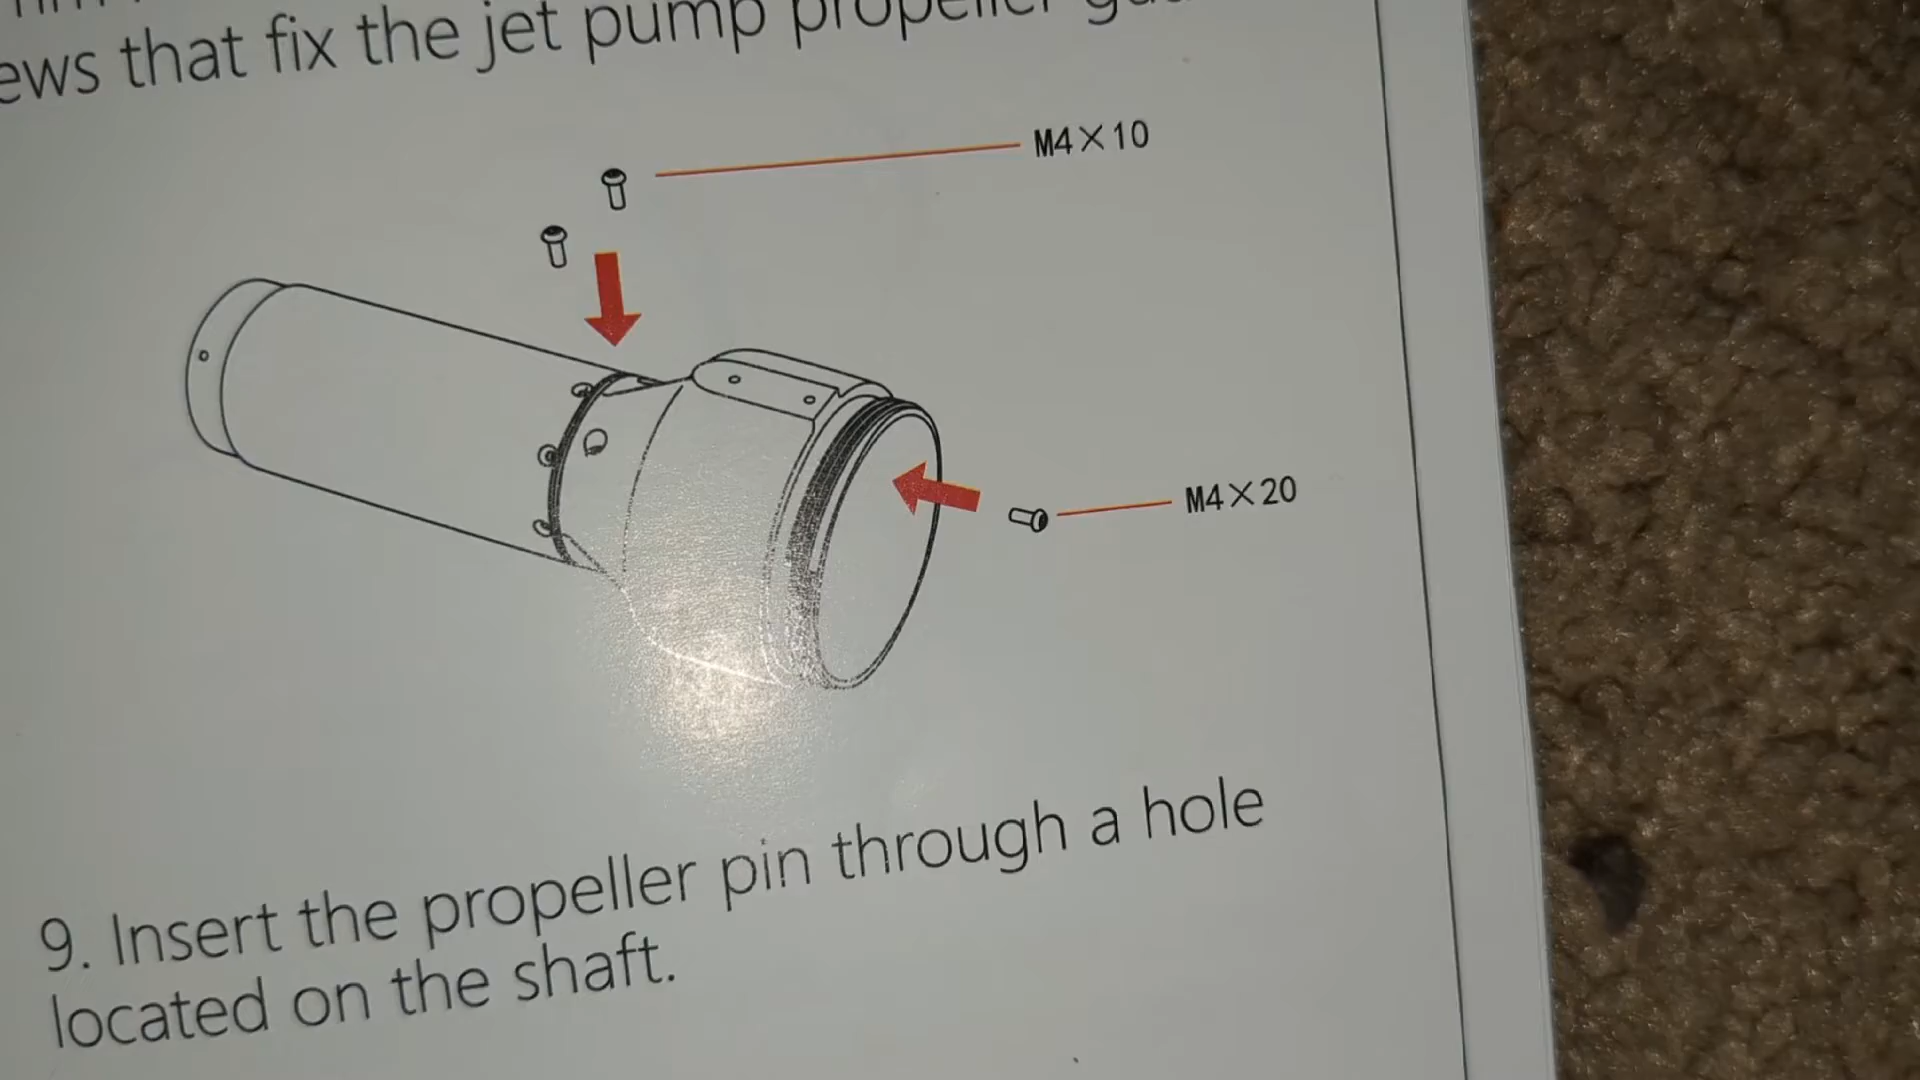 ews that fix the jet pump propeller
M4×10
M4×20
9. Insert the propeller pin through a hole
located on the shaft.